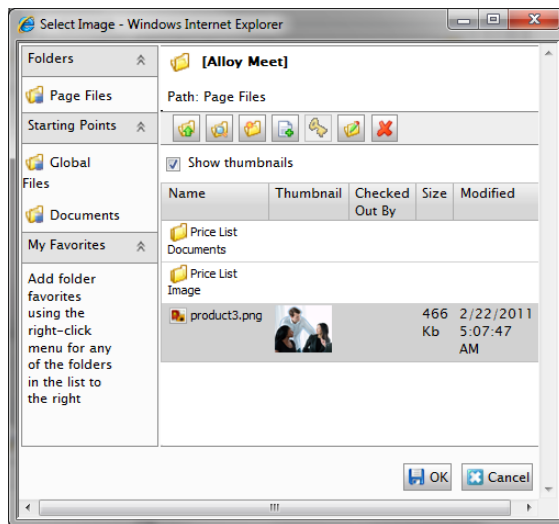 Select Image - Windows Internet Explorer
Folders
Page Files
Starting Points
Global
Files
Documents
My Favorites
Add folder
favorites
using the
right-click
menu for any
of the folders
in the list to
the right
[Alloy Meet]
Path: Page Files
Show thumbnails
Name Thumbnail Checked Out By Size Modified
Price List
Documents
Price List
Image
product3.png 466 Kb 2/22/2011 5:07:47 AM
OK Cancel